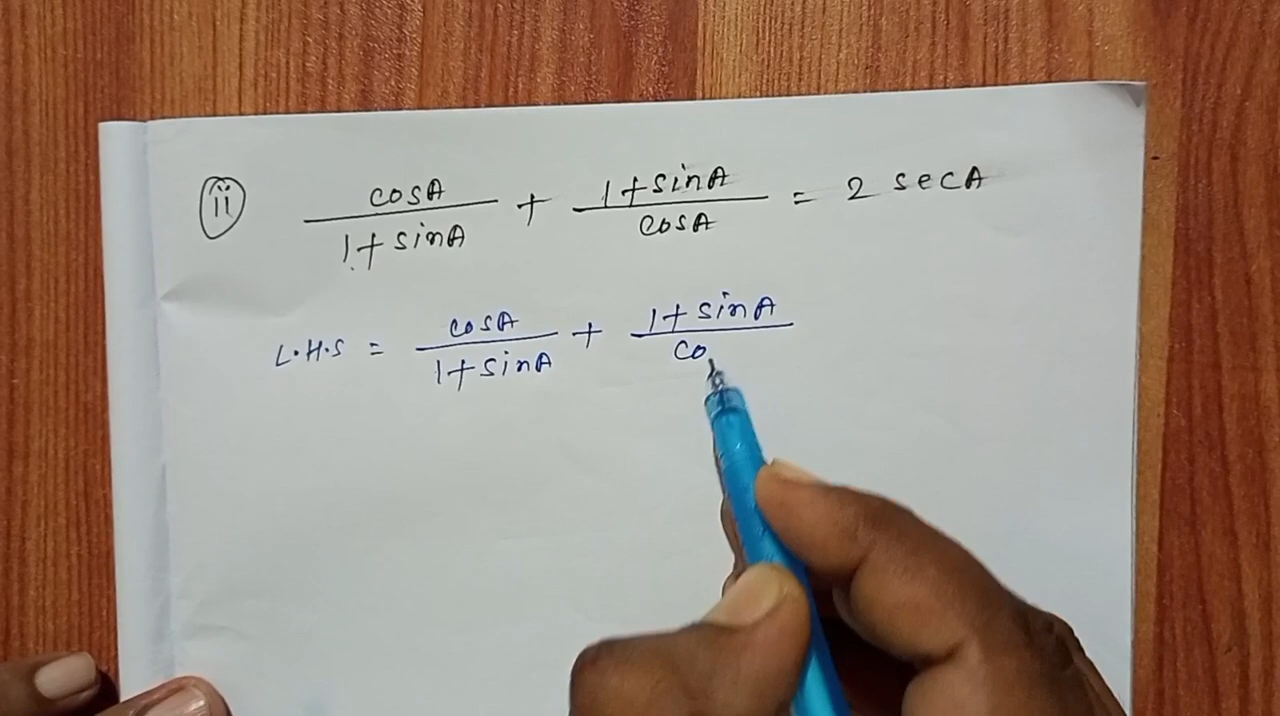 (ii) cosA / 1+sinA + 1+sinA / cosA = 2 secA
L.H.S = cosA / 1+sinA + 1+sinA / co